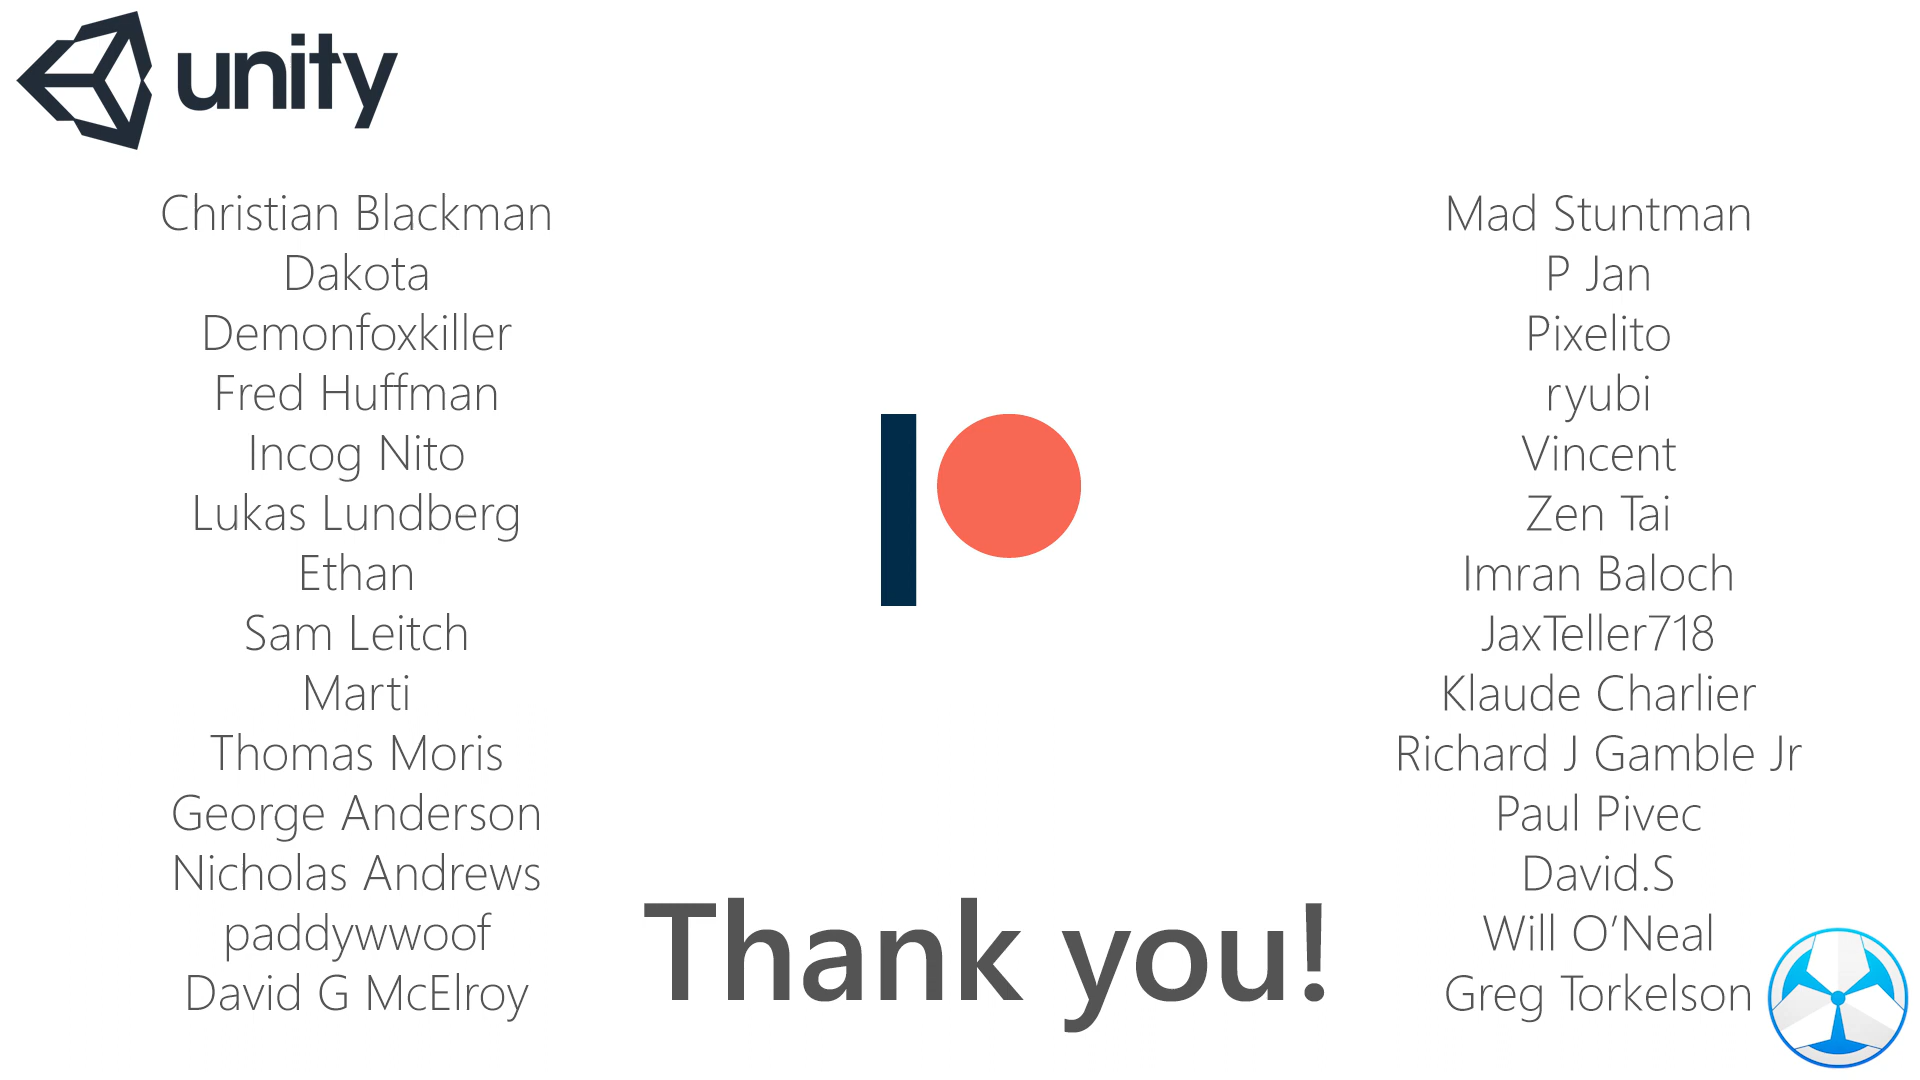 unity
Christian Blackman
Dakota
Demonfoxkiller
Fred Huffman
Incog Nito
Lukas Lundberg
Ethan
Sam Leitch
Marti
Thomas Moris
George Anderson
Nicholas Andrews
paddywwoof
David G McElroy
Thank you!
Mad Stuntman
P Jan
Pixelito
ryubi
Vincent
Zen Tai
Imran Baloch
JaxTeller718
Klaude Charlier
Richard J Gamble Jr
Paul Pivec
David.S
Will O’Neal
Greg Torkelson